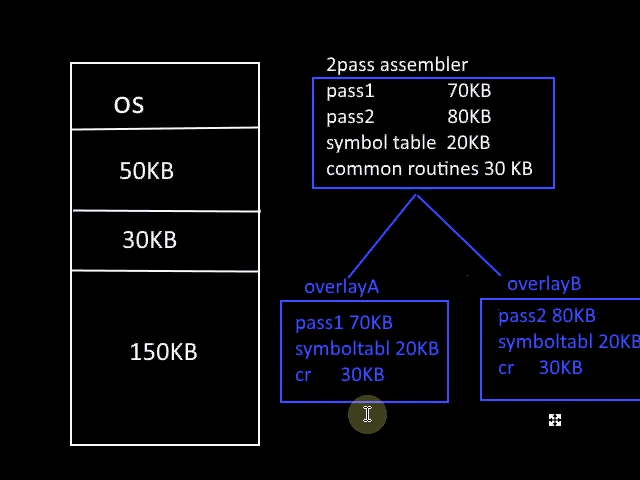 OS
50KB
30KB
150KB
2pass assembler
pass1 70KB
pass2 80KB
symbol table 20KB
common routines 30 KB
overlayA
pass1 70KB
symboltabl 20KB
cr 30KB
overlayB
pass2 80KB
symboltabl 20KB
cr 30KB